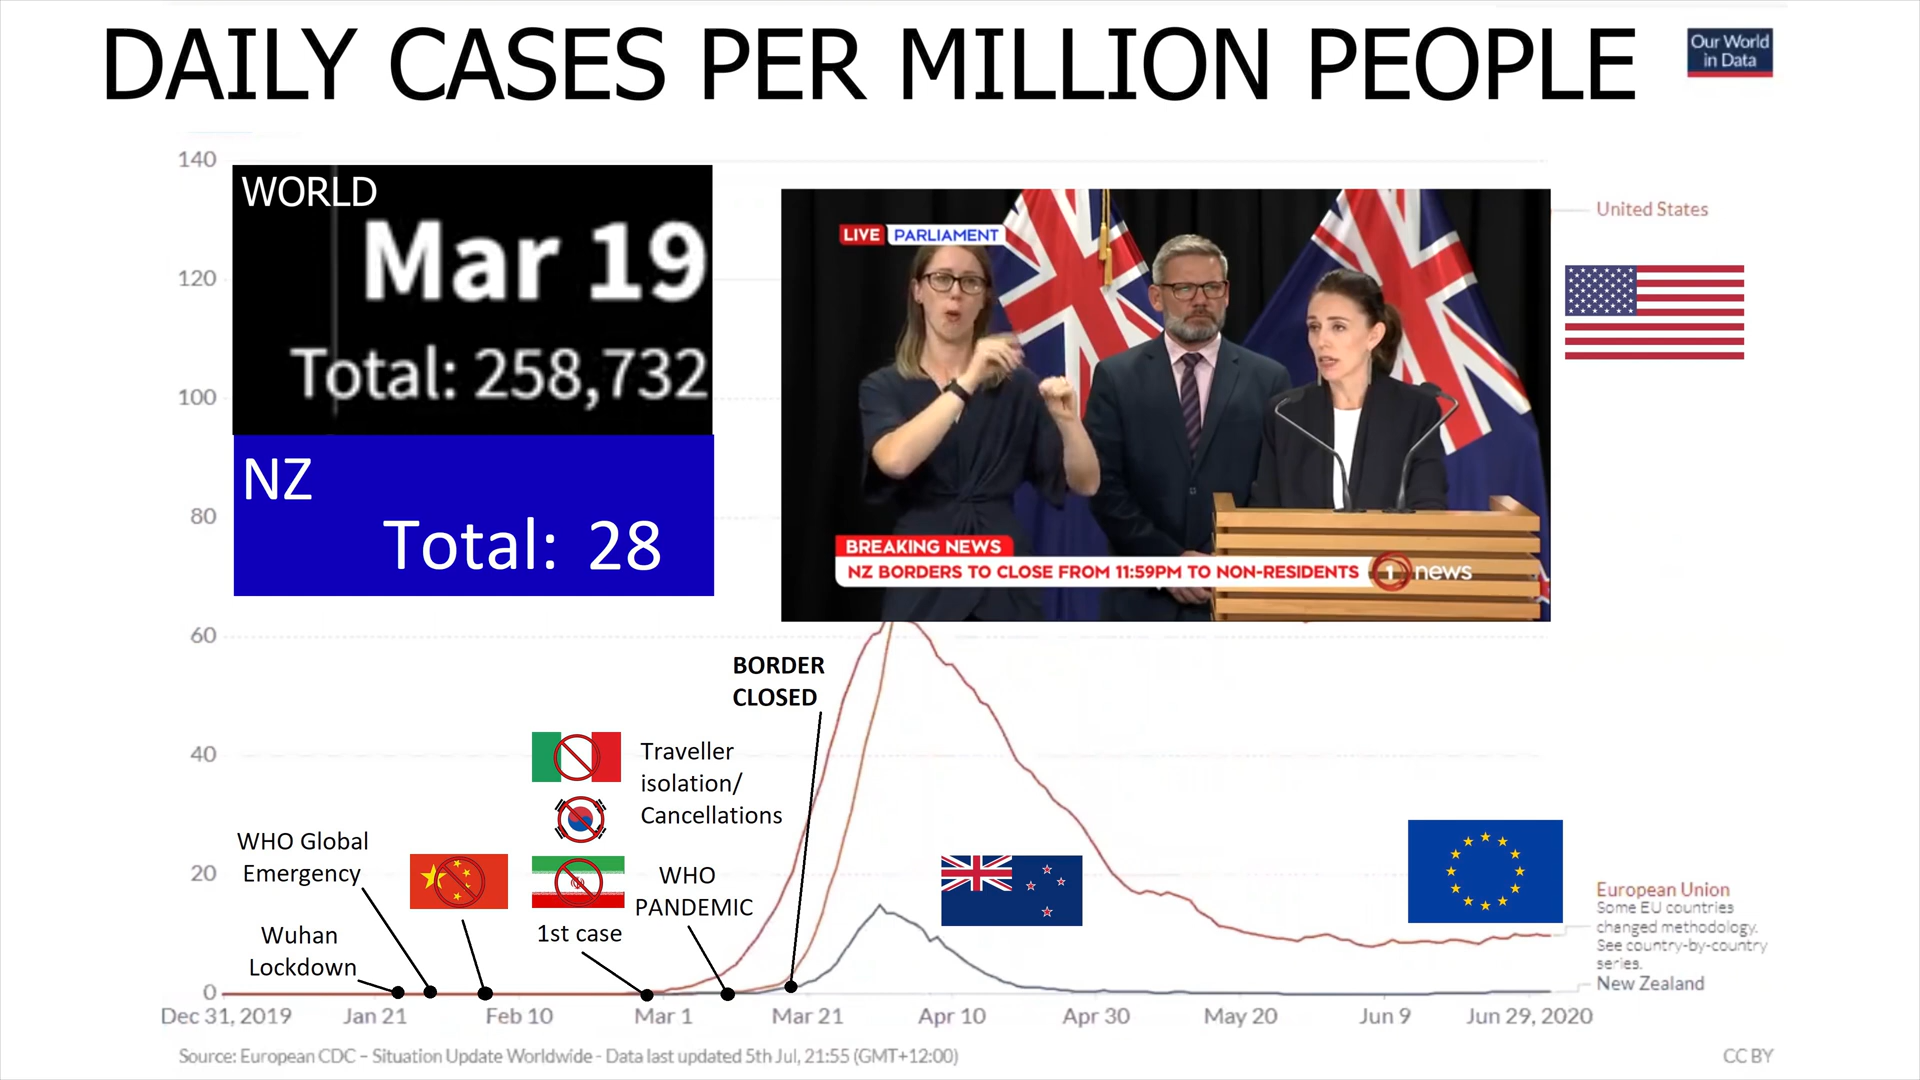 DAILY CASES PER MILLION PEOPLE
Our World
in Data
140
120
100
80
60
40
20
0
WORLD
Mar 19
Total: 258,732
NZ
Total: 28
LIVE PARLIAMENT
BREAKING NEWS
NZ BORDERS TO CLOSE FROM 11:59PM TO NON-RESIDENTS
1 news
United States
BORDER
CLOSED
Traveller
isolation/
Cancellations
WHO Global
Emergency
WHO
PANDEMIC
1st case
Wuhan
Lockdown
European Union
Some EU countries
changed methodology.
See country-by-country
series.
New Zealand
Dec 31, 2019
Jan 21
Feb 10
Mar 1
Mar 21
Apr 10
Apr 30
May 20
Jun 9
Jun 29, 2020
Source: European CDC – Situation Update Worldwide - Data last updated 5th Jul, 21:55 (GMT+12:00)
CC BY